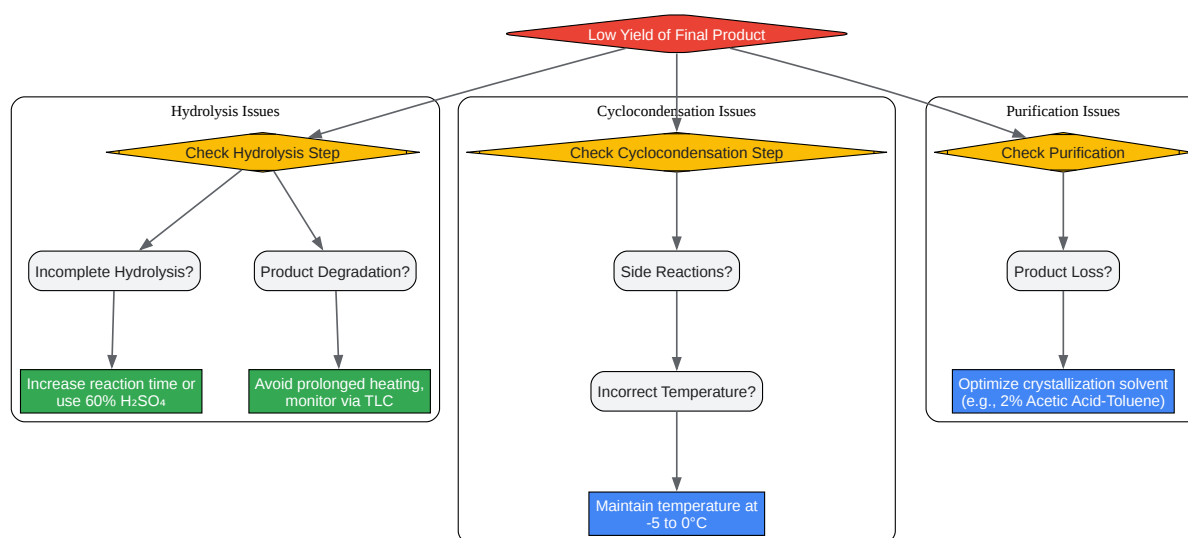 Low Yield of Final Product
Hydrolysis Issues
Cyclocondensation Issues
Purification Issues
Check Hydrolysis Step
Check Cyclocondensation Step
Check Purification
Incomplete Hydrolysis?
Product Degradation?
Side Reactions?
Product Loss?
Increase reaction time or
use 60% H₂SO₄
Avoid prolonged heating,
monitor via TLC
Incorrect Temperature?
Optimize crystallization solvent
(e.g., 2% Acetic Acid-Toluene)
Maintain temperature at
-5 to 0°C